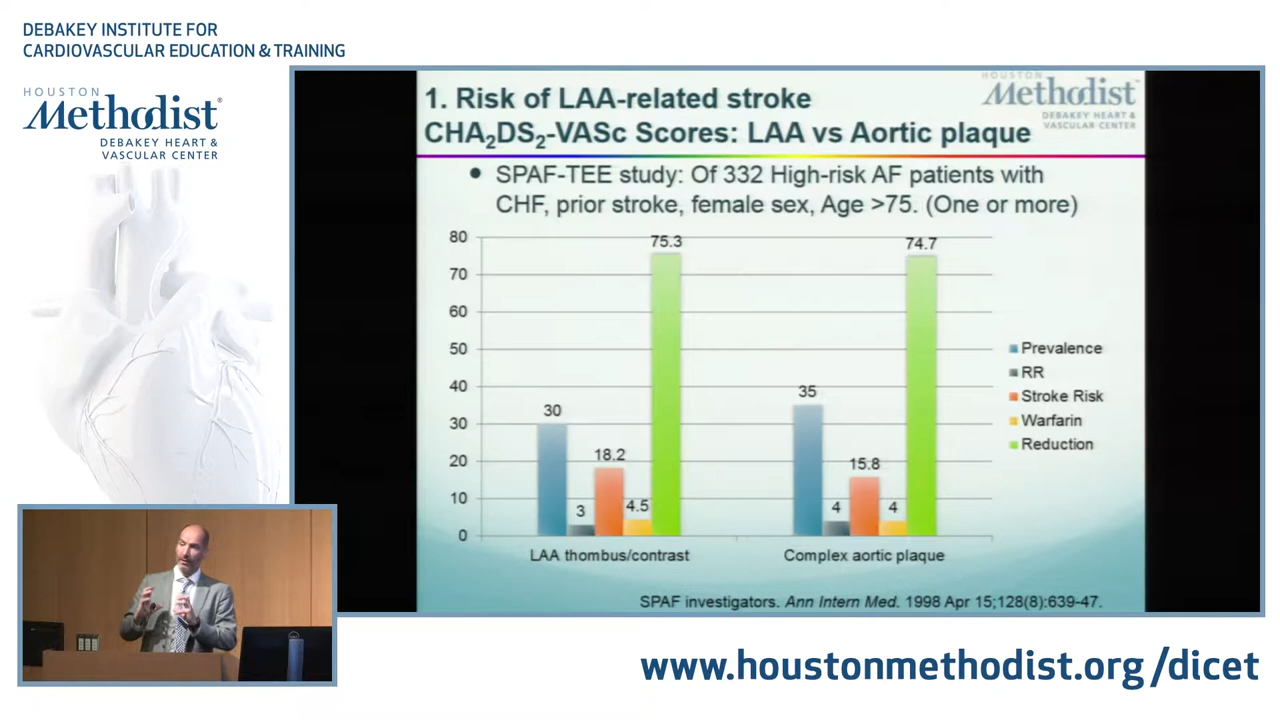 DEBAKEY INSTITUTE FOR
CARDIOVASCULAR EDUCATION & TRAINING
HOUSTON
Methodist®
DEBAKEY HEART &
VASCULAR CENTER
HOUSTON
Methodist
DEBAKEY HEART &
VASCULAR CENTER
1. Risk of LAA-related stroke
CHA₂DS₂-VASc Scores: LAA vs Aortic plaque
• SPAF-TEE study: Of 332 High-risk AF patients with
CHF, prior stroke, female sex, Age >75. (One or more)
80
70
60
50
40
30
20
10
0
30
3
18.2
4.5
75.3
35
4
15.8
4
74.7
LAA thombus/contrast
Complex aortic plaque
Prevalence
RR
Stroke Risk
Warfarin
Reduction
SPAF investigators. Ann Intern Med. 1998 Apr 15;128(8):639-47.
www.houstonmethodist.org/dicet